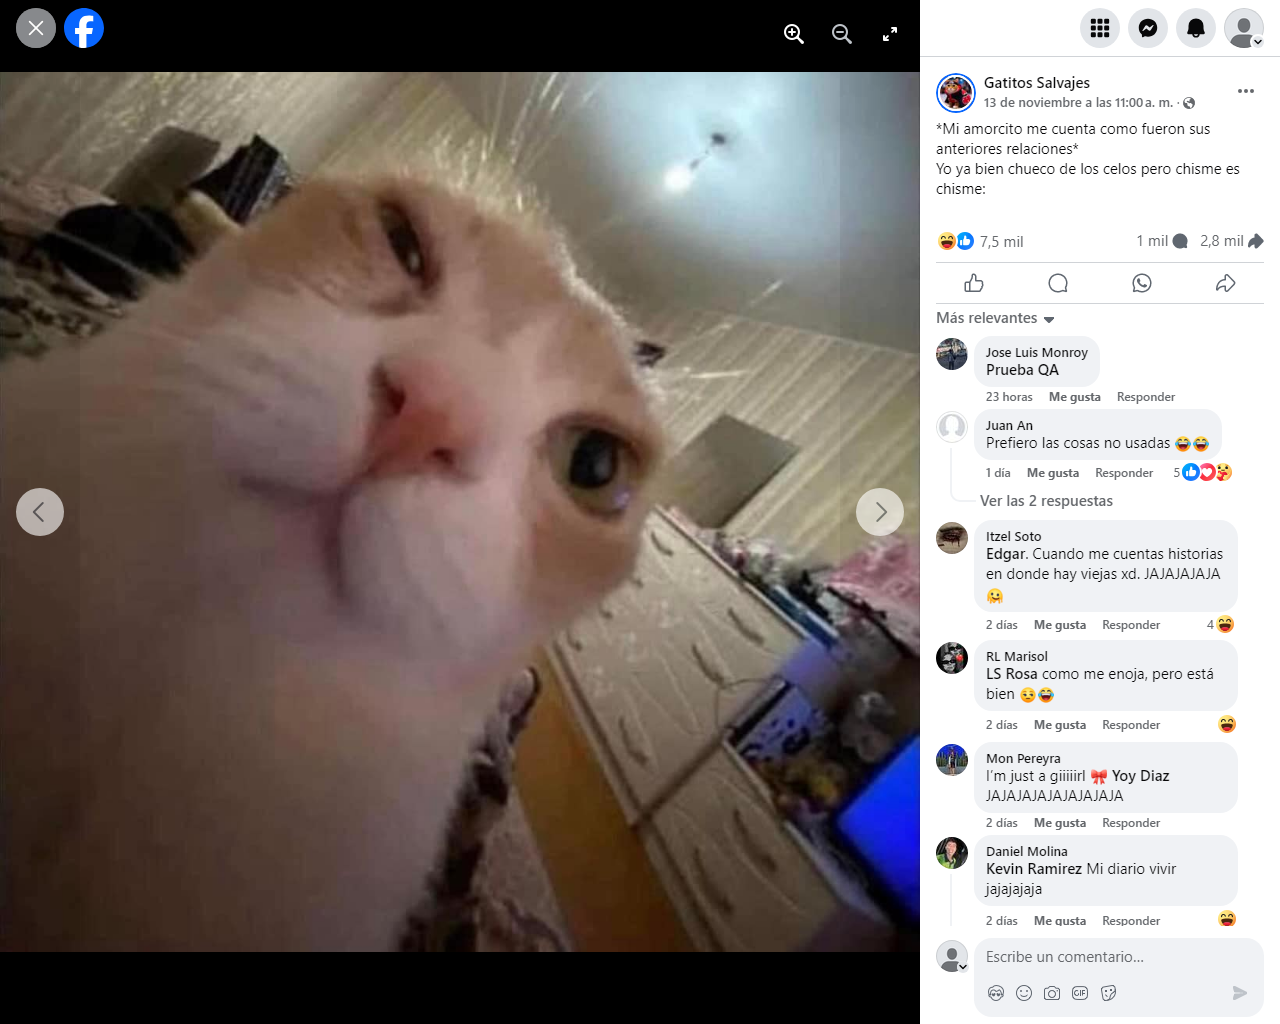 Gatitos Salvajes
13 de noviembre a las 11:00 a. m. ·
*Mi amorcito me cuenta como fueron sus
anteriores relaciones*
Yo ya bien chueco de los celos pero chisme es
chisme:
7,5 mil
1 mil
2,8 mil
Más relevantes
Jose Luis Monroy
Prueba QA
23 horas Me gusta Responder
Juan An
Prefiero las cosas no usadas 😂😂
1 día Me gusta Responder 5
Ver las 2 respuestas
Itzel Soto
Edgar. Cuando me cuentas historias
en donde hay viejas xd. JAJAJAJAJA
🤗
2 días Me gusta Responder 4
RL Marisol
LS Rosa como me enoja, pero está
bien 😒😂
2 días Me gusta Responder
Mon Pereyra
I'm just a giiiiirl 🎀 Yoy Diaz
JAJAJAJAJAJAJAJAJA
2 días Me gusta Responder
Daniel Molina
Kevin Ramirez Mi diario vivir
jajajajaja
2 días Me gusta Responder
Escribe un comentario...
GIF